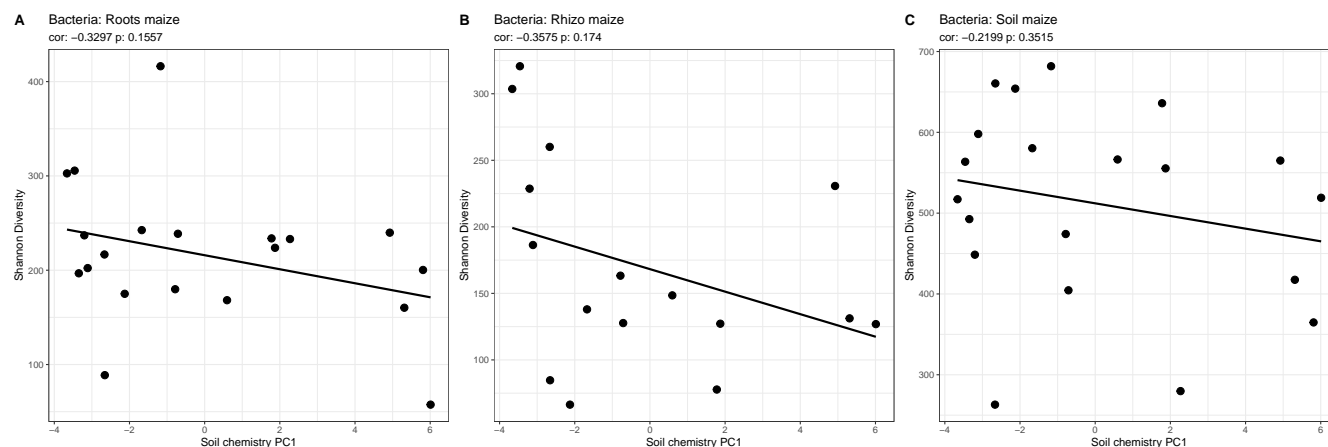 A
Bacteria: Roots maize
cor: −0.3297 p: 0.1557
400
300
200
100
Shannon Diversity
−4 −2 0 2 4 6
Soil chemistry PC1
B
Bacteria: Rhizo maize
cor: −0.3575 p: 0.174
300
250
200
150
100
Shannon Diversity
−4 −2 0 2 4 6
Soil chemistry PC1
C
Bacteria: Soil maize
cor: −0.2199 p: 0.3515
700
600
500
400
300
Shannon Diversity
−4 −2 0 2 4 6
Soil chemistry PC1